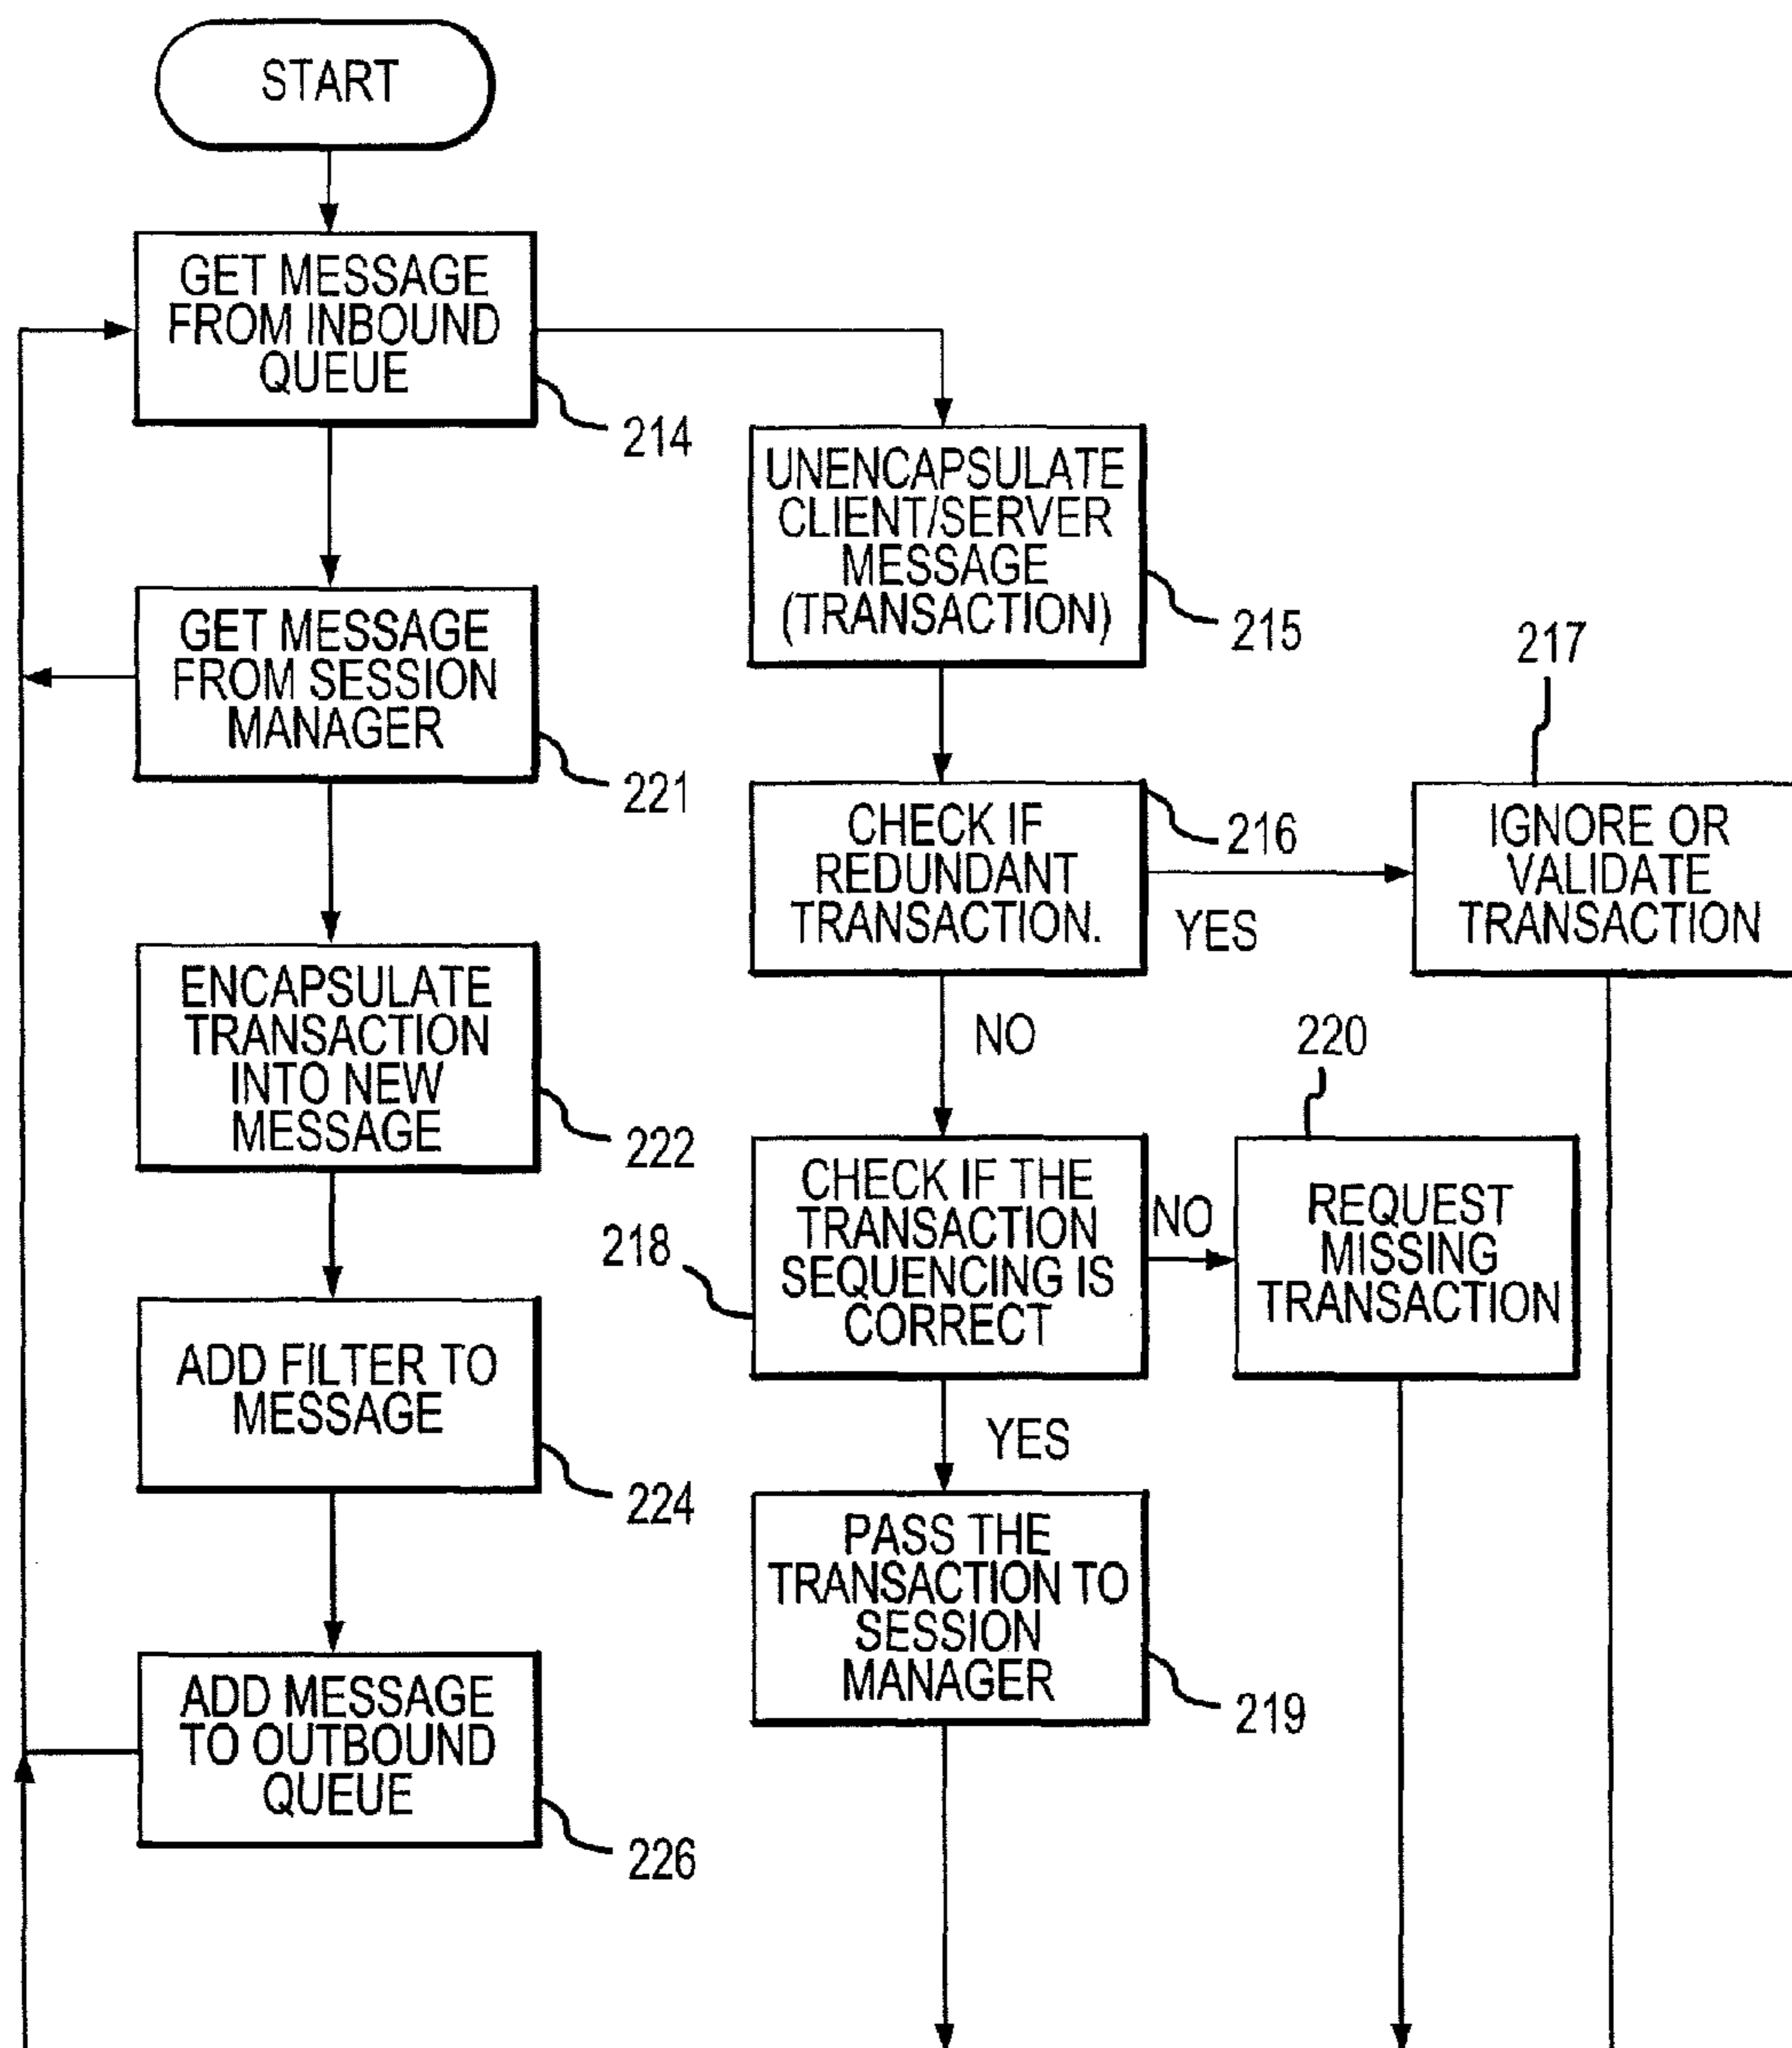 START
GET MESSAGE
FROM INBOUND
QUEUE
214
UNENCAPSULATE
CLIENT/SERVER
MESSAGE
(TRANSACTION)
215
GET MESSAGE
FROM SESSION
MANAGER
221
217
CHECK IF
REDUNDANT
TRANSACTION.
216
YES
IGNORE OR
VALIDATE
TRANSACTION
ENCAPSULATE
TRANSACTION
INTO NEW
MESSAGE
222
NO
220
CHECK IF THE
TRANSACTION
SEQUENCING IS
CORRECT
218
NO
REQUEST
MISSING
TRANSACTION
ADD FILTER TO
MESSAGE
224
YES
PASS THE
TRANSACTION TO
SESSION
MANAGER
219
ADD MESSAGE
TO OUTBOUND
QUEUE
226